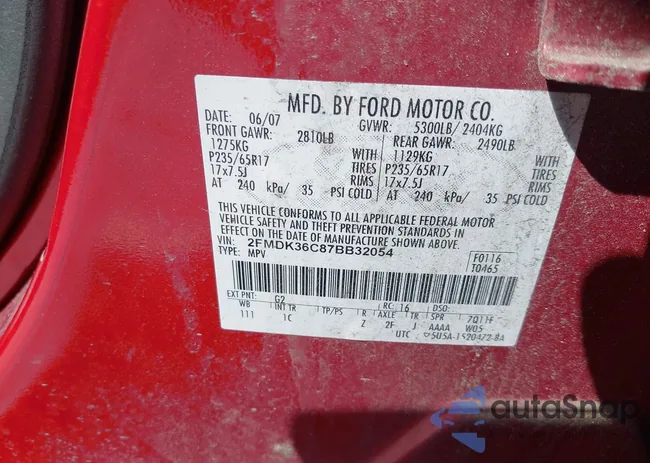 MFD. BY FORD MOTOR CO.
DATE: 06/07 GVWR: 5300LB/ 2404KG
FRONT GAWR: 2810LB REAR GAWR: 2490LB
1275KG 1129KG
P235/65R17 TIRES P235/65R17 TIRES
17x7.5J RIMS 17x7.5J RIMS
AT 240 kPa/ 35 PSI COLD AT 240 kPa/ 35 PSI COLD
THIS VEHICLE CONFORMS TO ALL APPLICABLE FEDERAL MOTOR
VEHICLE SAFETY AND THEFT PREVENTION STANDARDS IN
EFFECT ON THE DATE OF MANUFACTURE SHOWN ABOVE.
VIN: 2FMDK36C87BB32054 F0116
TYPE: MPV T0465
EXT PNT: G2 RC: 16 DSO:
WB INT TR TP/PS R AXLE TR SPR 7Q11F
111 1C Z 2F J AAAA W05
UTC 5U5A-1520472-BA
autoSnap